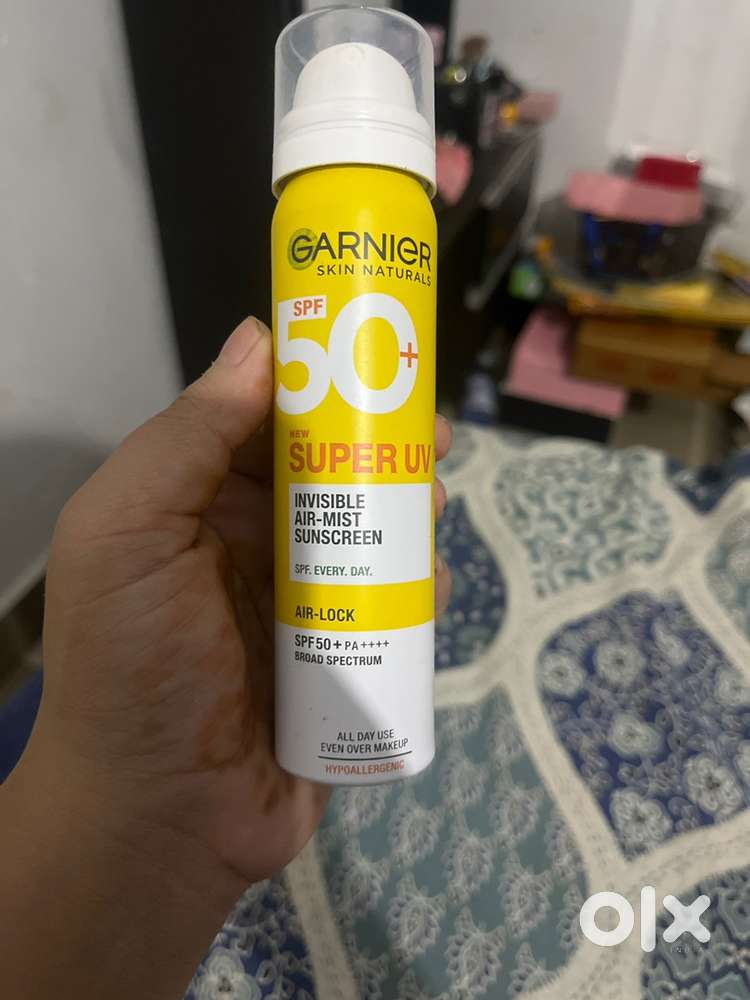 GARNIER
SKIN NATURALS
SPF
50+
NEW
SUPER UV
INVISIBLE
AIR-MIST
SUNSCREEN
SPF. EVERY. DAY.
AIR-LOCK
SPF50+ PA++++
BROAD SPECTRUM
ALL DAY USE
EVEN OVER MAKEUP
HYPOALLERGENIC
olx
INDIA